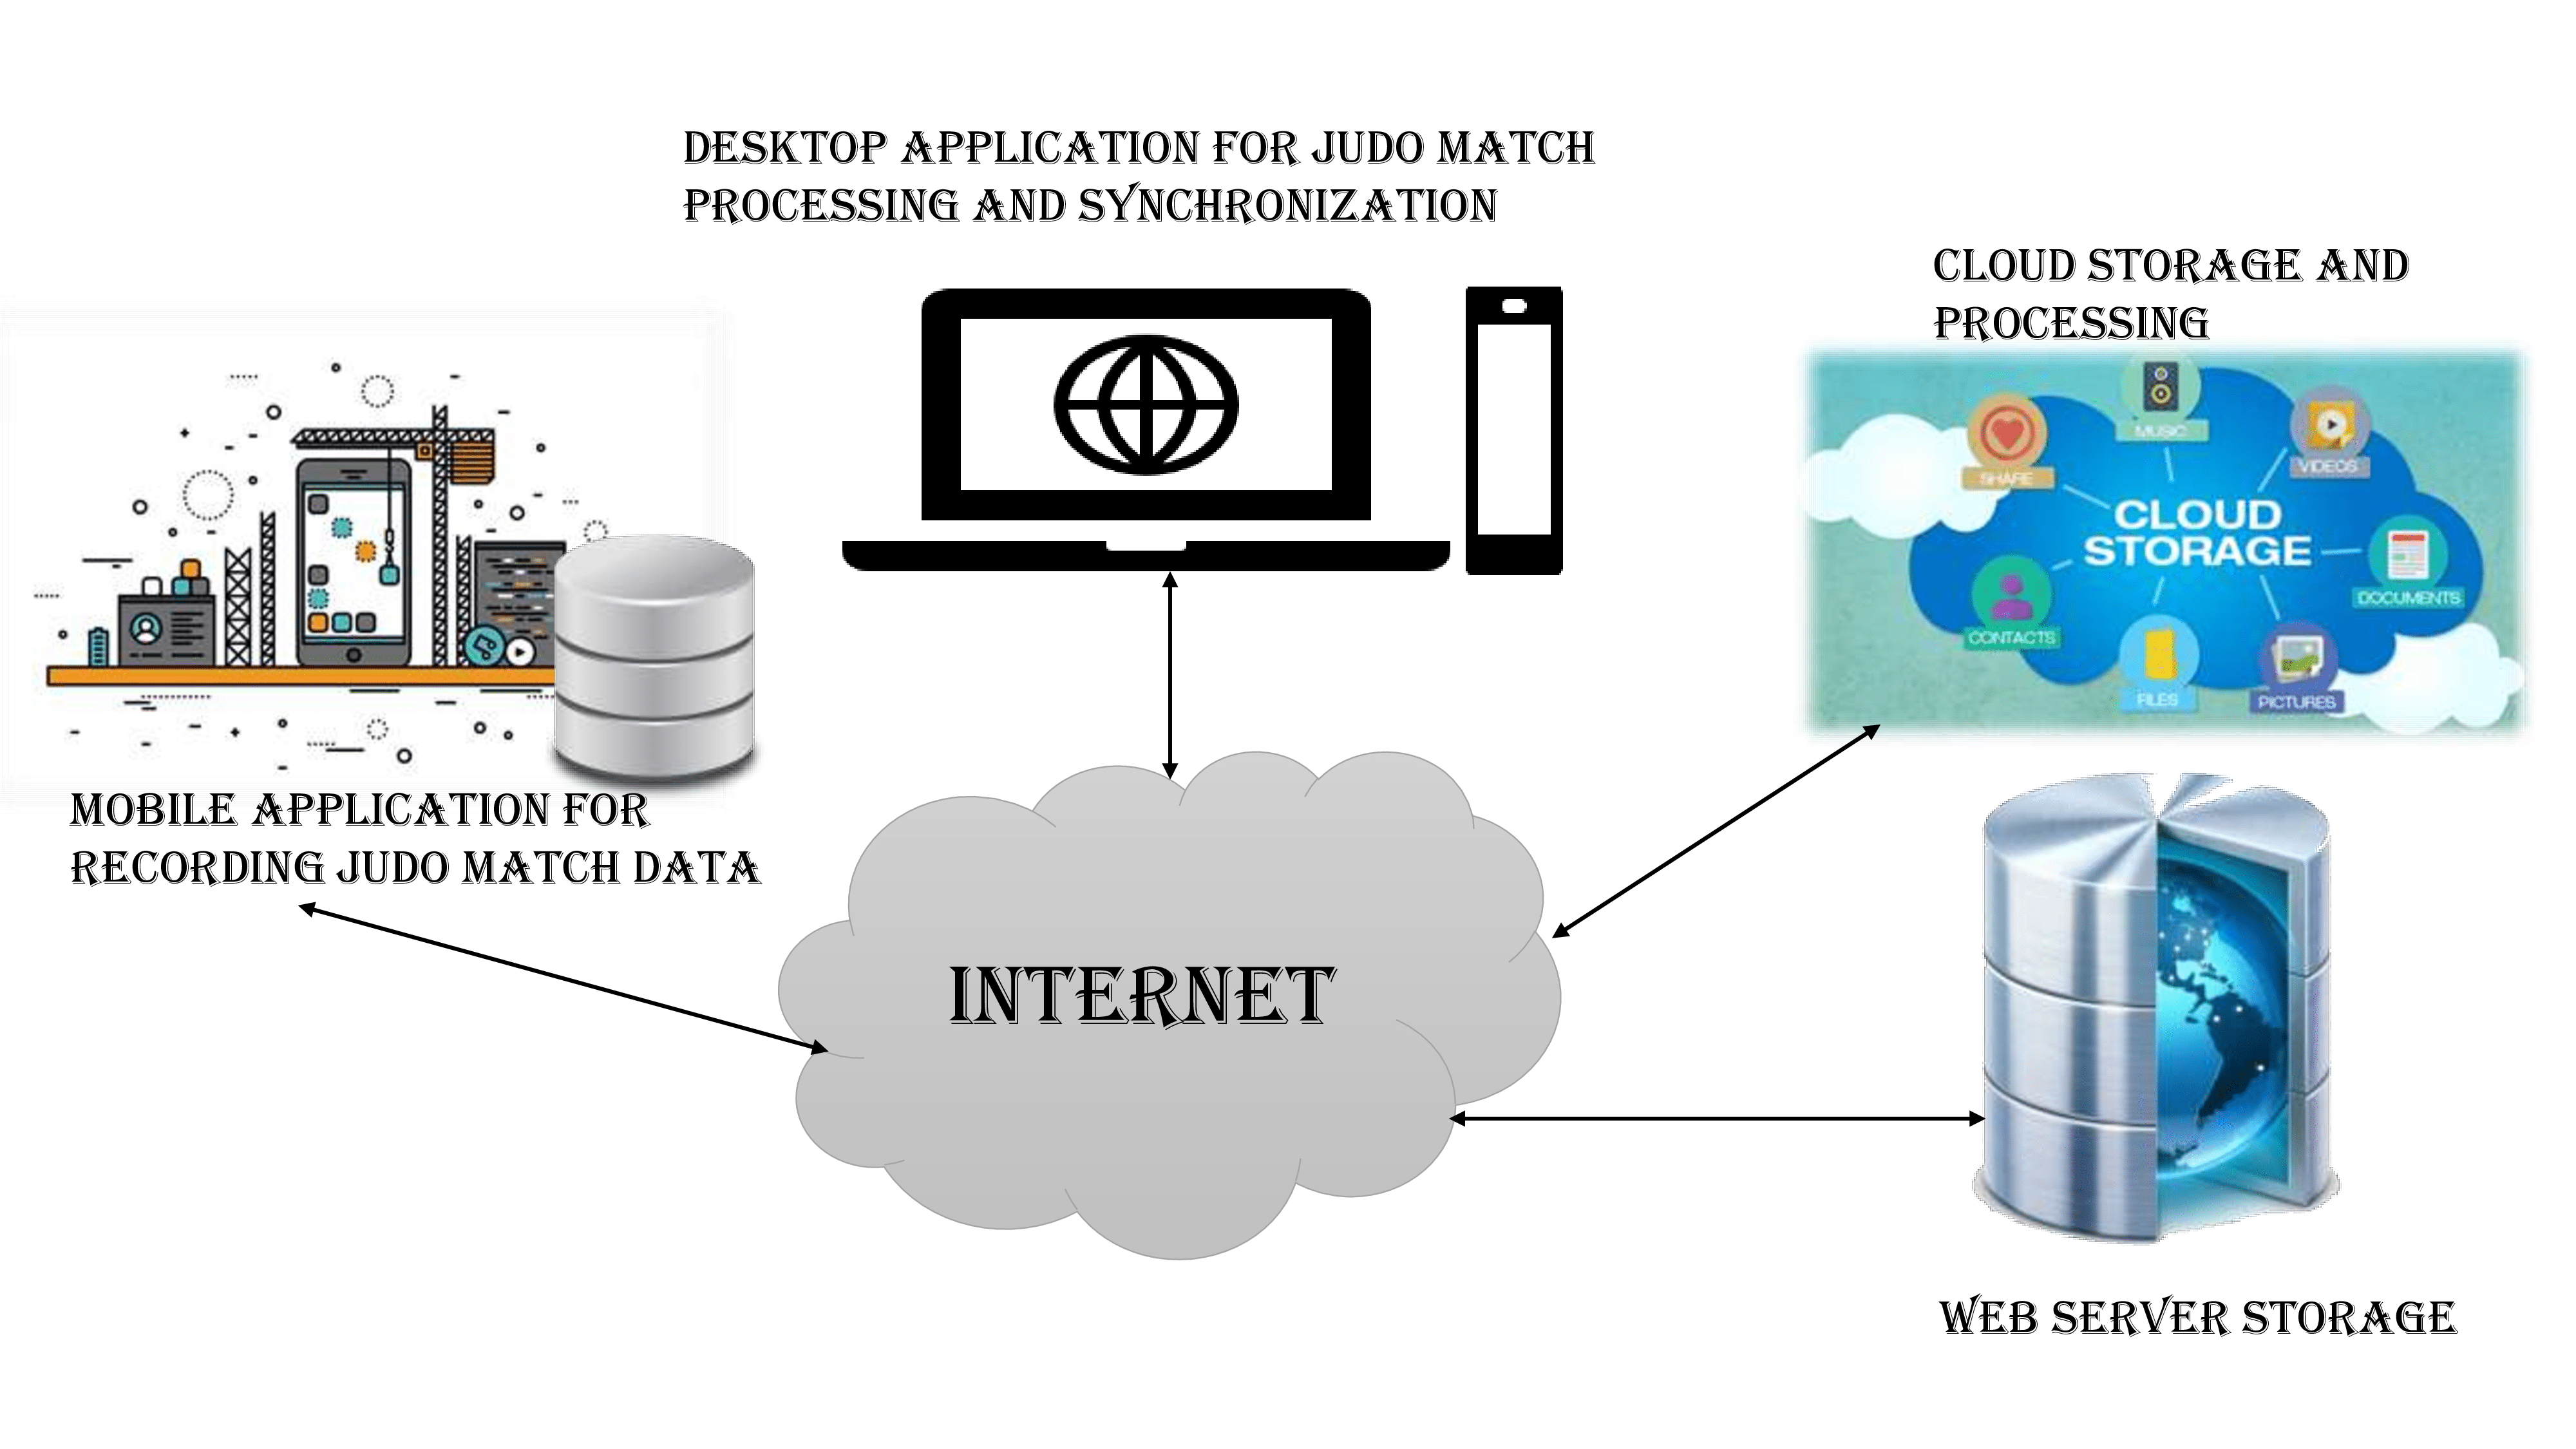 DESKTOP APPLICATION FOR JUDO MATCH
PROCESSING AND SYNCHRONIZATION
CLOUD STORAGE AND
PROCESSING
MUSIC
VIDEOS
SHARE
CLOUD
STORAGE
DOCUMENTS
CONTACTS
FILES
PICTURES
MOBILE APPLICATION FOR
RECORDING JUDO MATCH DATA
INTERNET
WEB SERVER STORAGE